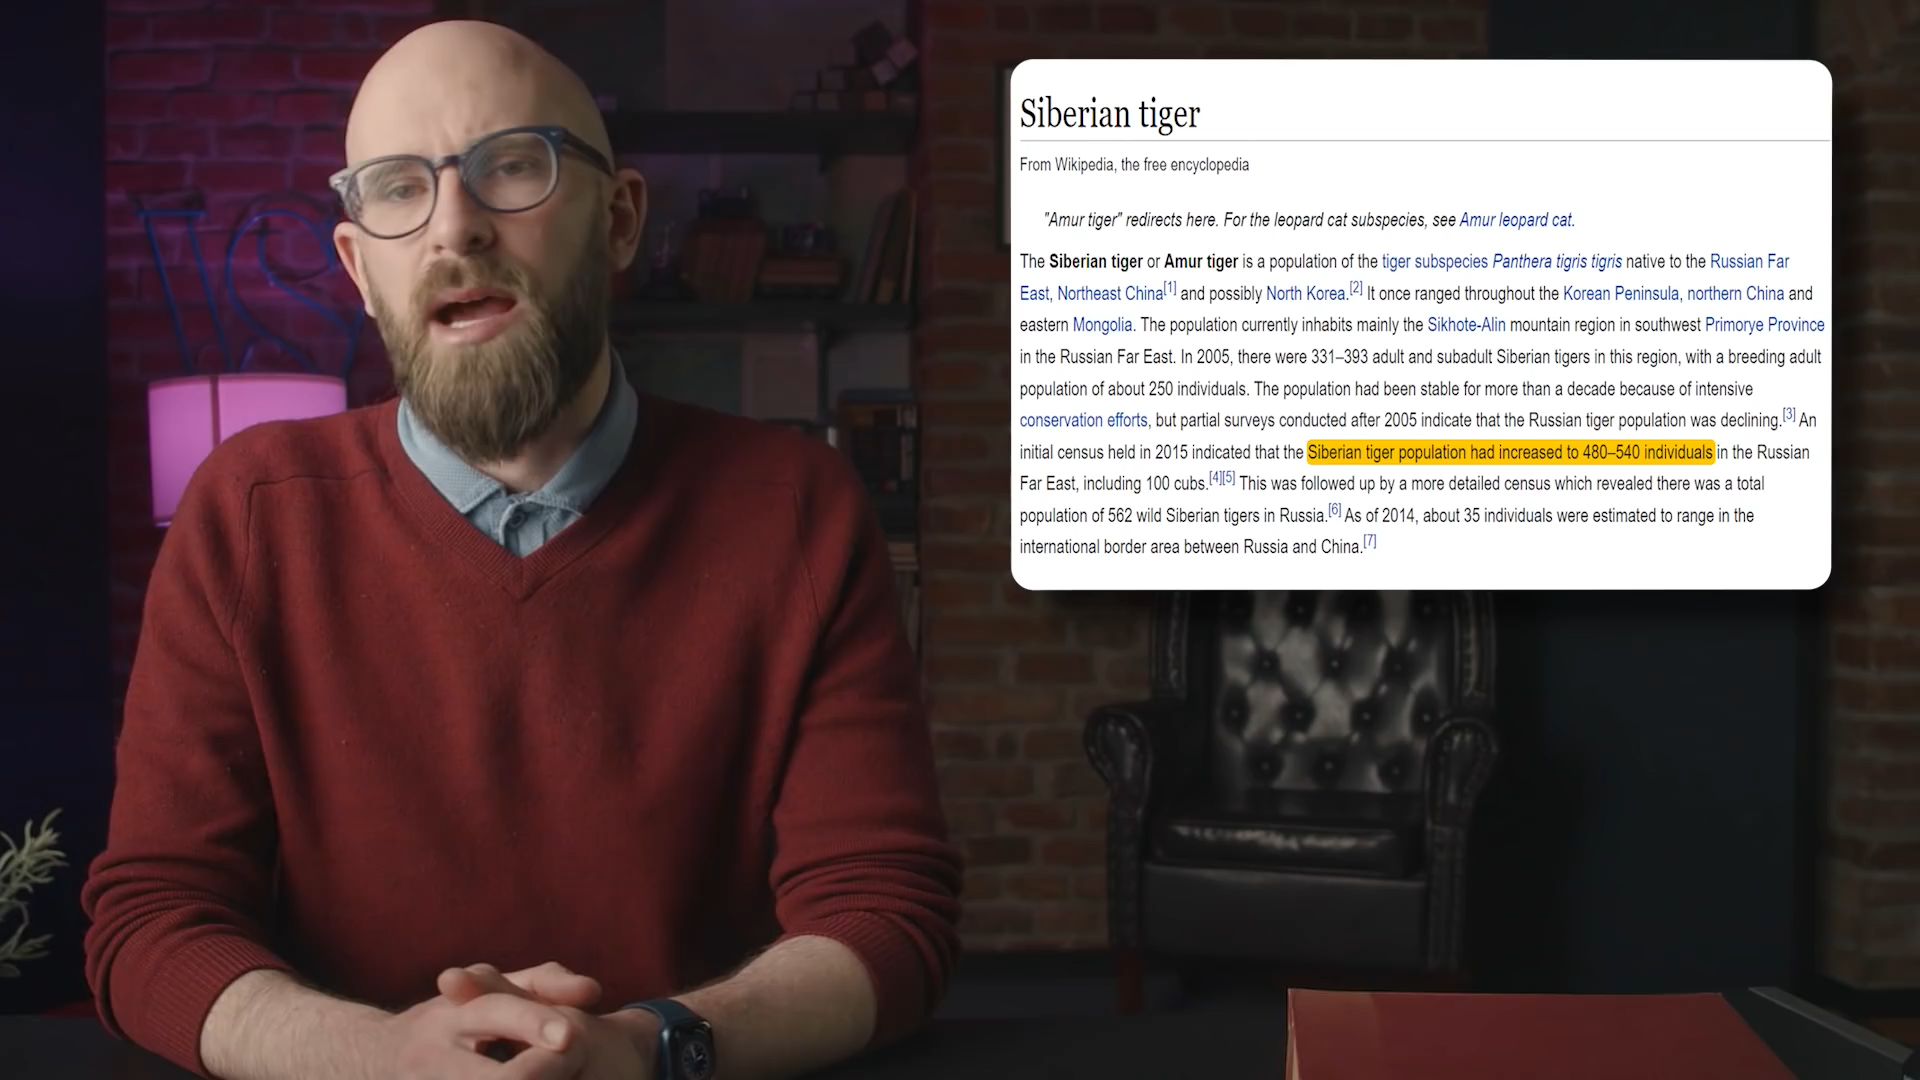 Siberian tiger
From Wikipedia, the free encyclopedia
"Amur tiger" redirects here. For the leopard cat subspecies, see Amur leopard cat.
The Siberian tiger or Amur tiger is a population of the tiger subspecies Panthera tigris tigris native to the Russian Far
East, Northeast China[1] and possibly North Korea.[2] It once ranged throughout the Korean Peninsula, northern China and
eastern Mongolia. The population currently inhabits mainly the Sikhote-Alin mountain region in southwest Primorye Province
in the Russian Far East. In 2005, there were 331–393 adult and subadult Siberian tigers in this region, with a breeding adult
population of about 250 individuals. The population had been stable for more than a decade because of intensive
conservation efforts, but partial surveys conducted after 2005 indicate that the Russian tiger population was declining.[3] An
initial census held in 2015 indicated that the Siberian tiger population had increased to 480–540 individuals in the Russian
Far East, including 100 cubs.[4][5] This was followed up by a more detailed census which revealed there was a total
population of 562 wild Siberian tigers in Russia.[6] As of 2014, about 35 individuals were estimated to range in the
international border area between Russia and China.[7]